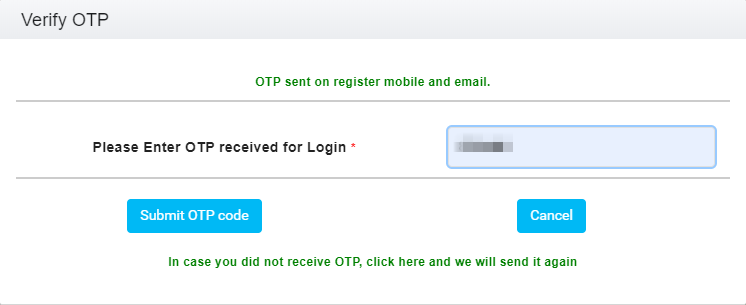 Verify OTP
OTP sent on register mobile and email.
Please Enter OTP received for Login *
Submit OTP code
Cancel
In case you did not receive OTP, click here and we will send it again